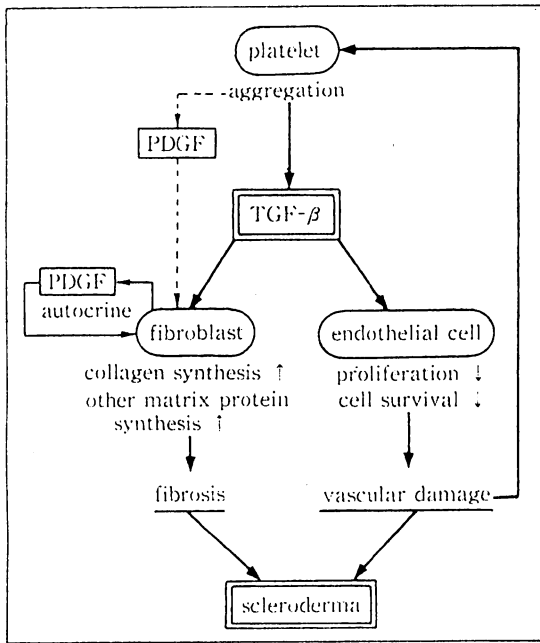 platelet
aggregation
PDGF
TGF-β
PDGF
autocrine
fibroblast
endothelial cell
collagen synthesis ↑
other matrix protein
synthesis ↑
proliferation ↓
cell survival ↓
fibrosis
vascular damage
scleroderma